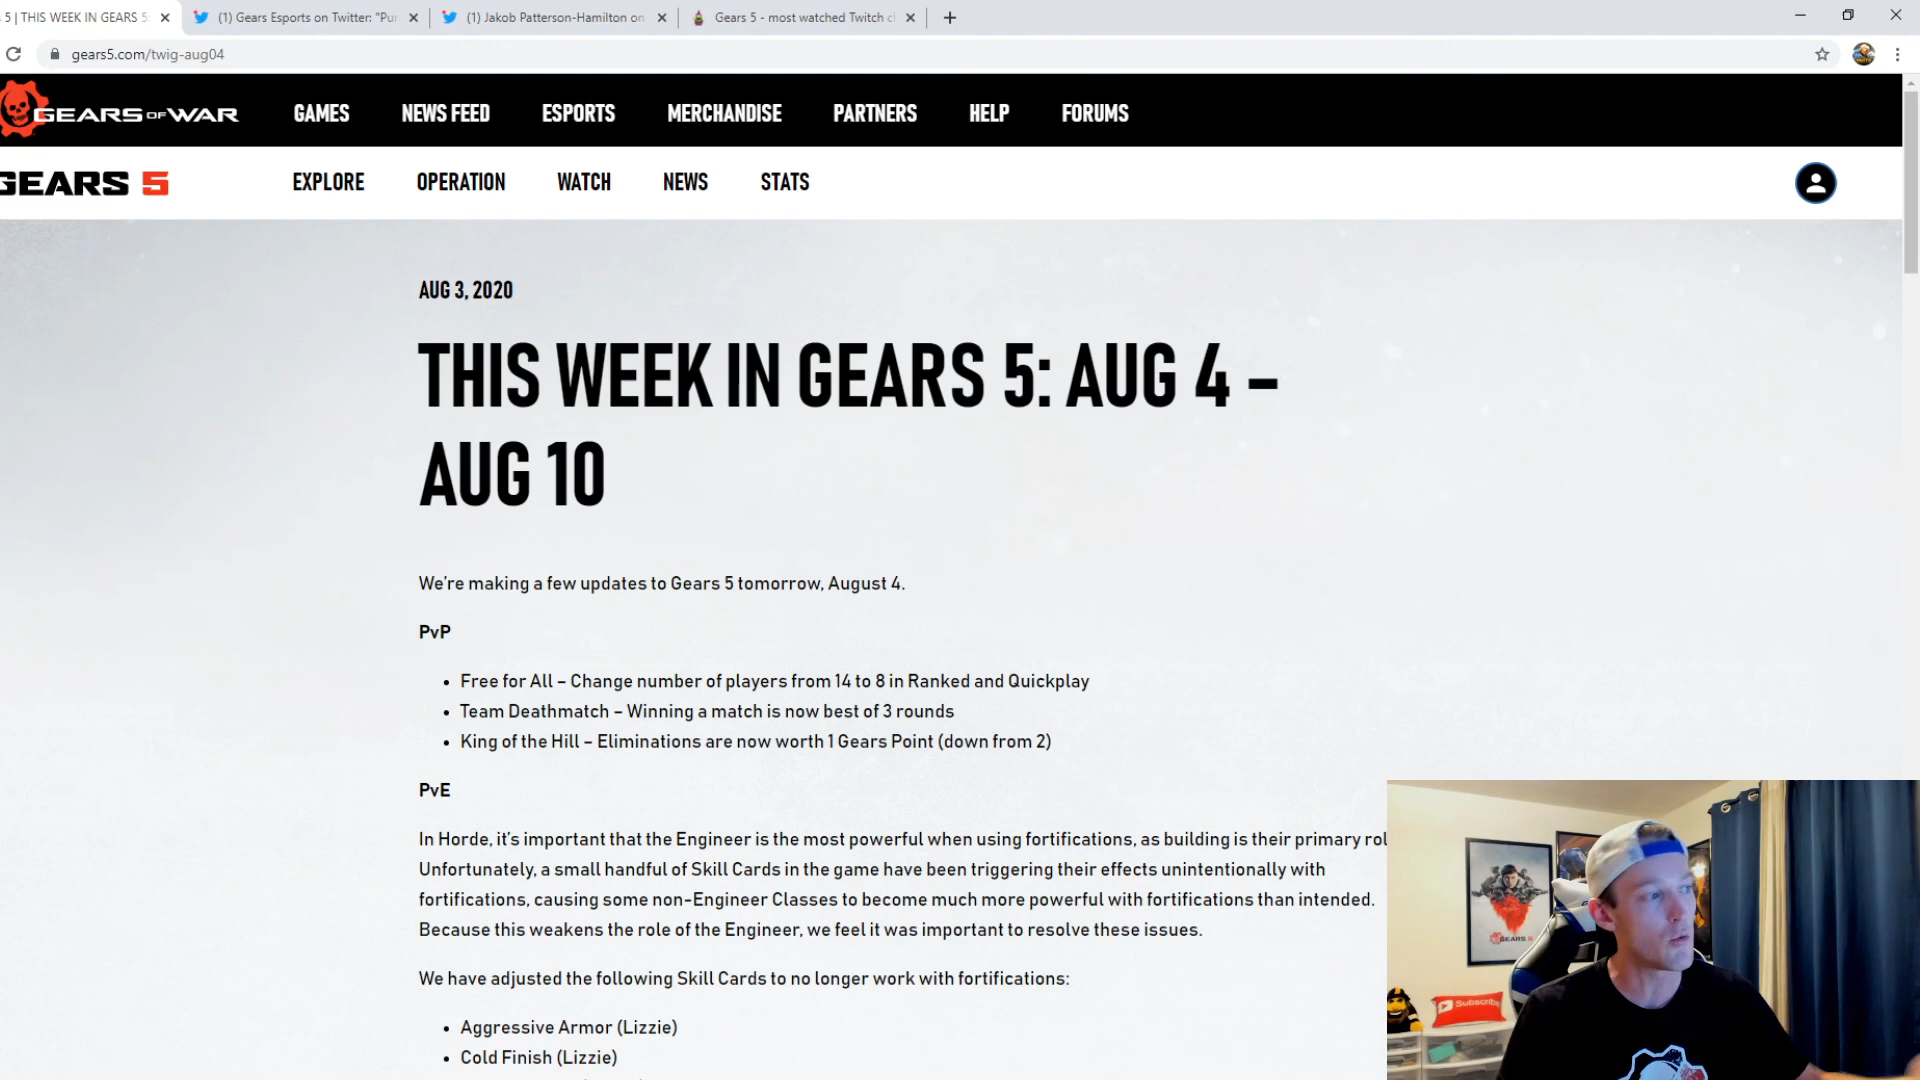 5 | THIS WEEK IN GEARS 5: (1) Gears Esports on Twitter: "Pur (1) Jakob Patterson-Hamilton on Gears 5 - most watched Twitch cl
gears5.com/twig-aug04
GEARS OF WAR GAMES NEWS FEED ESPORTS MERCHANDISE PARTNERS HELP FORUMS
GEARS 5 EXPLORE OPERATION WATCH NEWS STATS
AUG 3, 2020
THIS WEEK IN GEARS 5: AUG 4 –
AUG 10
We're making a few updates to Gears 5 tomorrow, August 4.
PvP
• Free for All – Change number of players from 14 to 8 in Ranked and Quickplay
• Team Deathmatch – Winning a match is now best of 3 rounds
• King of the Hill – Eliminations are now worth 1 Gears Point (down from 2)
PvE
In Horde, it's important that the Engineer is the most powerful when using fortifications, as building is their primary rol
Unfortunately, a small handful of Skill Cards in the game have been triggering their effects unintentionally with
fortifications, causing some non-Engineer Classes to become much more powerful with fortifications than intended.
Because this weakens the role of the Engineer, we feel it was important to resolve these issues.
We have adjusted the following Skill Cards to no longer work with fortifications:
• Aggressive Armor (Lizzie)
• Cold Finish (Lizzie)
GEARS 5
Subscribe